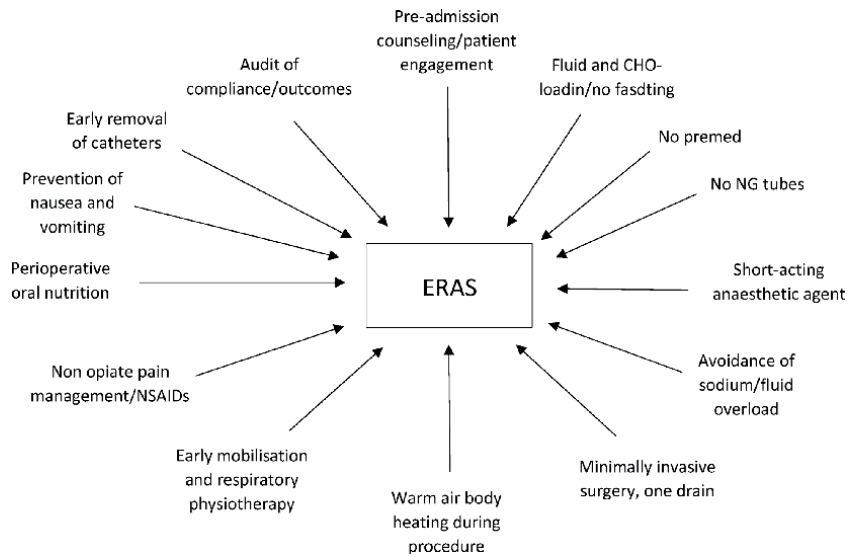 Pre-admission
counseling/patient
engagement
Audit of
compliance/outcomes
Fluid and CHO-
loadin/no fasdting
Early removal
of catheters
No premed
Prevention of
nausea and
vomiting
No NG tubes
Perioperative
oral nutrition
ERAS
Short-acting
anaesthetic agent
Non opiate pain
management/NSAIDs
Avoidance of
sodium/fluid
overload
Early mobilisation
and respiratory
physiotherapy
Warm air body
heating during
procedure
Minimally invasive
surgery, one drain